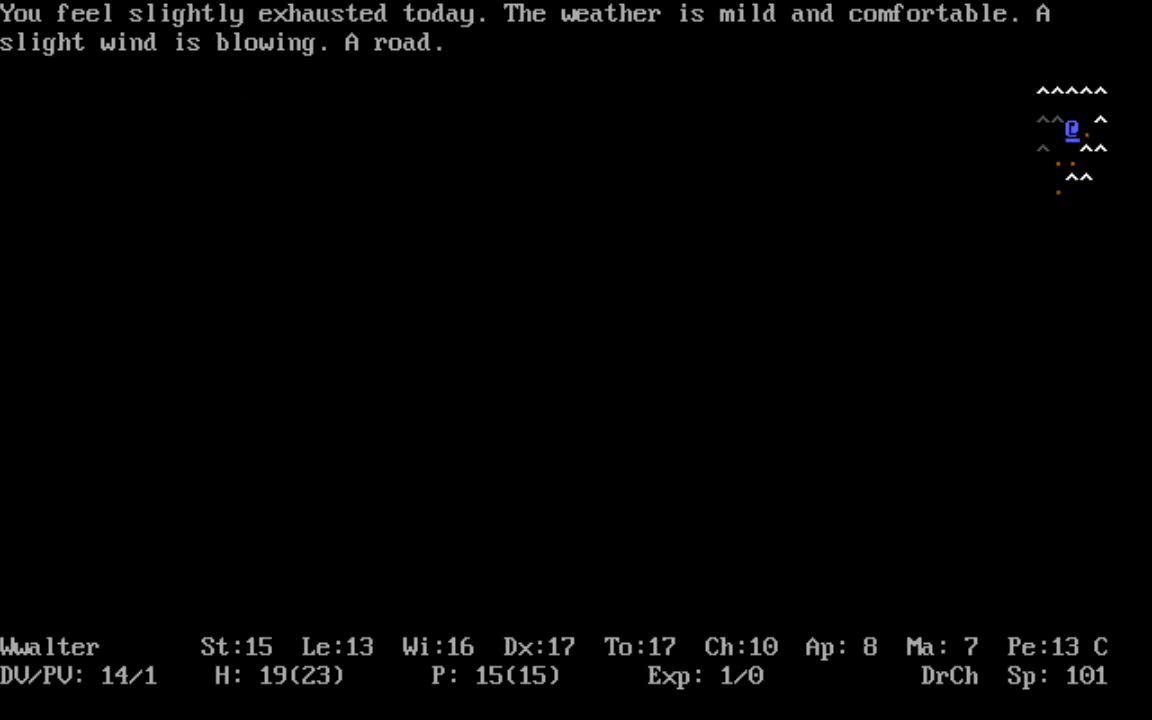 You feel slightly exhausted today. The weather is mild and comfortable. A
slight wind is blowing. A road.
^^^^^
^^@. ^
^ ^^
..
^^
.
Wwalter St:15 Le:13 Wi:16 Dx:17 To:17 Ch:10 Ap: 8 Ma: 7 Pe:13 C
DV/PV: 14/1 H: 19(23) P: 15(15) Exp: 1/0 DrCh Sp: 101